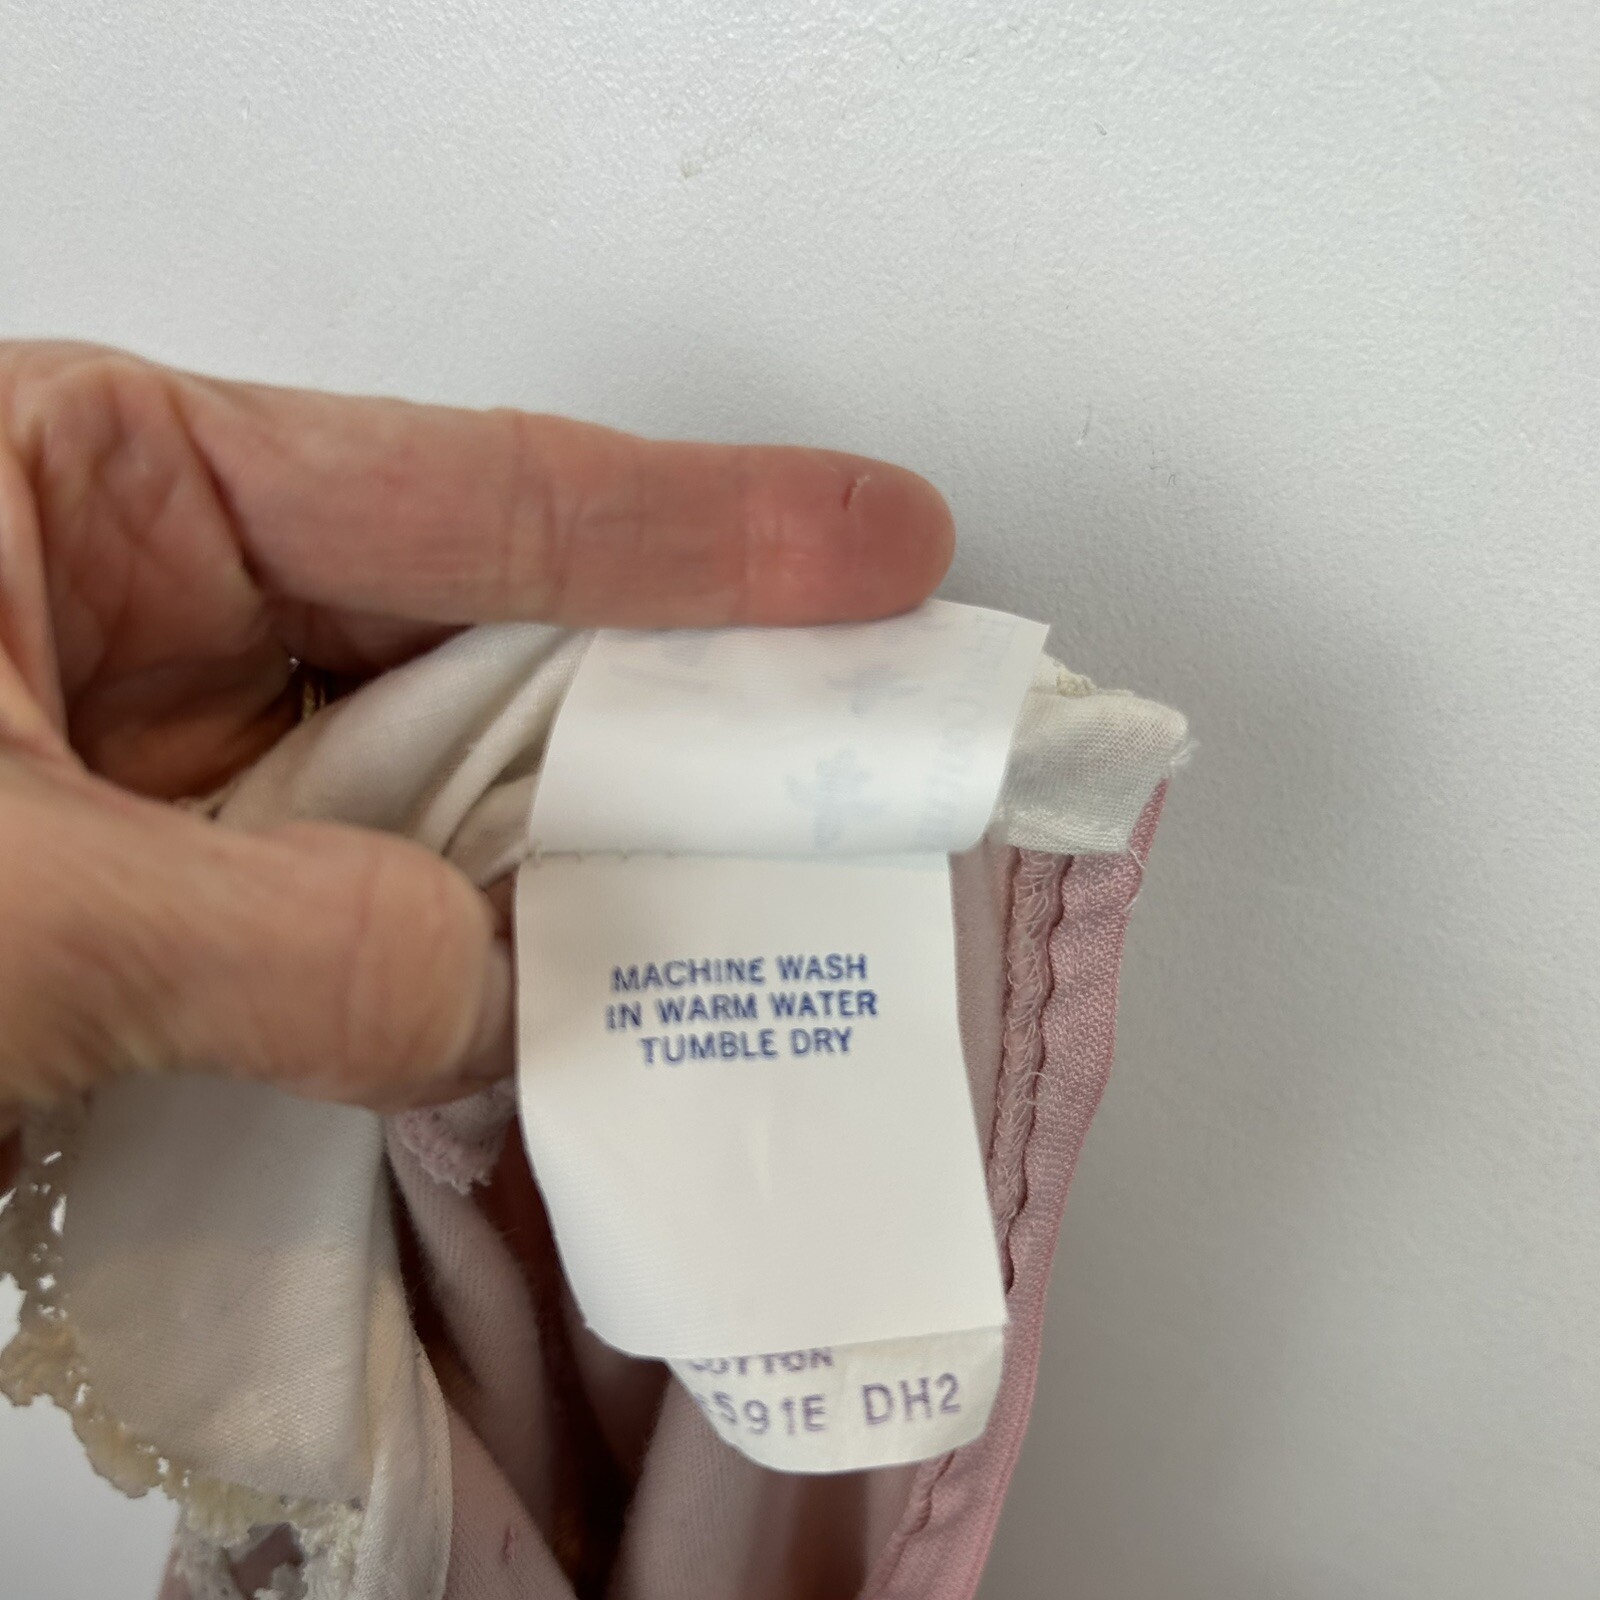 MACHINE WASH
IN WARM WATER
TUMBLE DRY
COTTON
591E DH2